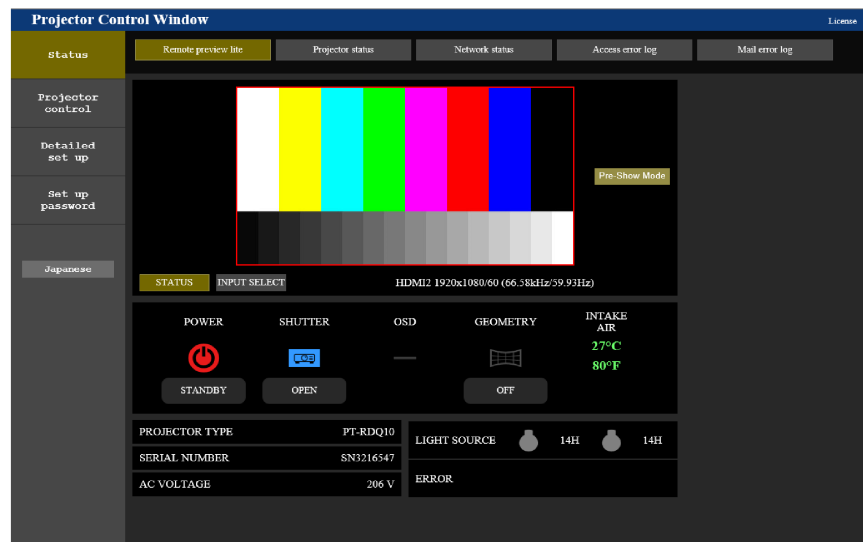 Projector Control Window
License
Status
Remote preview lite
Projector status
Network status
Access error log
Mail error log
Projector
control
Detailed
set up
Set up
password
Japanese
Pre-Show Mode
STATUS
INPUT SELECT
HDMI2 1920x1080/60 (66.58kHz/59.93Hz)
POWER
SHUTTER
OSD
GEOMETRY
INTAKE
AIR
27°C
80°F
STANDBY
OPEN
OFF
PROJECTOR TYPE PT-RDQ10
SERIAL NUMBER SN3216547
AC VOLTAGE 206 V
LIGHT SOURCE 14H 14H
ERROR